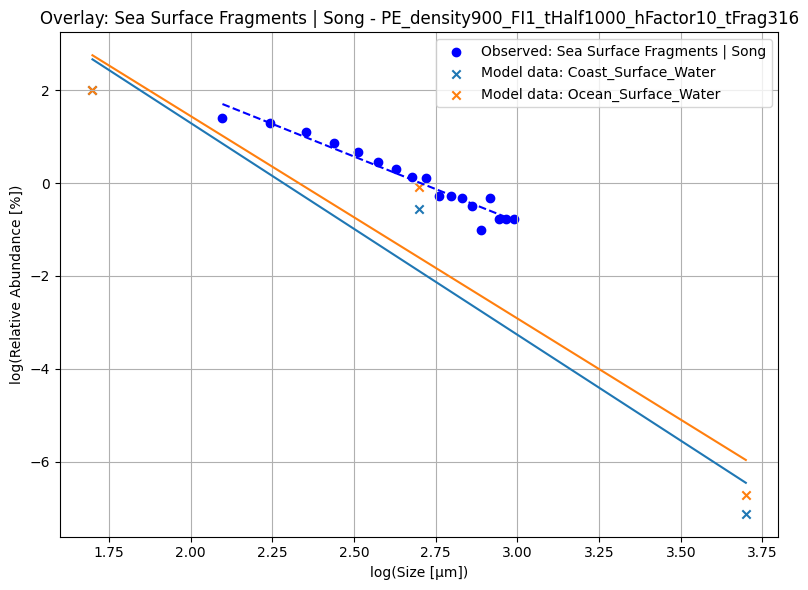 Overlay: Sea Surface Fragments | Song - PE_density900_FI1_tHalf1000_hFactor10_tFrag316
Observed: Sea Surface Fragments | Song
Model data: Coast_Surface_Water
Model data: Ocean_Surface_Water
log(Relative Abundance [%])
2
0
−2
−4
−6
1.75 2.00 2.25 2.50 2.75 3.00 3.25 3.50 3.75
log(Size [μm])